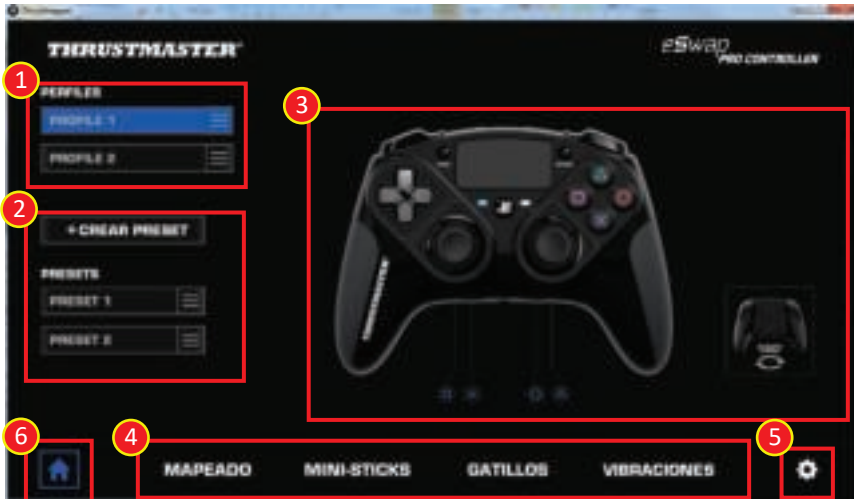 THRUSTMASTER
eSwap
PRO CONTROLLER
1
PERFILES
PROFILE 1
PROFILE 2
2
+ CREAR PRESET
PRESETS
PRESET 1
PRESET 2
3
THRUSTMASTER
6
4
MAPEADO
MINI-STICKS
GATILLOS
VIBRACIONES
5